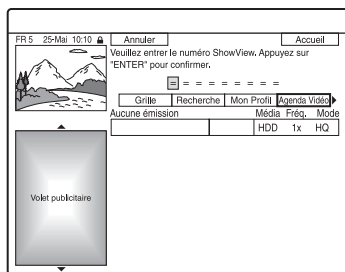 FR 5 25-Mai 10:10
Annuler Accueil
Veuillez entrer le numéro ShowView. Appuyez sur
"ENTER" pour confirmer.
= = = = = = = = =
Grille Recherche Mon Profil Agenda Vidéo
Aucune émission Média Fréq. Mode
HDD 1x HQ
Volet publicitaire